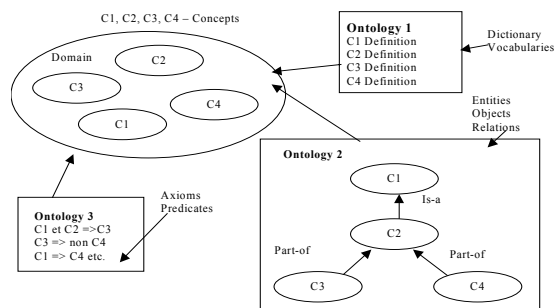 C1, C2, C3, C4 – Concepts
Domain
C2
C3
C4
C1
Ontology 1
C1 Definition
C2 Definition
C3 Definition
C4 Definition
Dictionary
Vocabularies
Entities
Objects
Relations
Ontology 2
C1
Is-a
C2
Part-of
Part-of
C3
C4
Axioms
Predicates
Ontology 3
C1 et C2 =>C3
C3 => non C4
C1 => C4 etc.